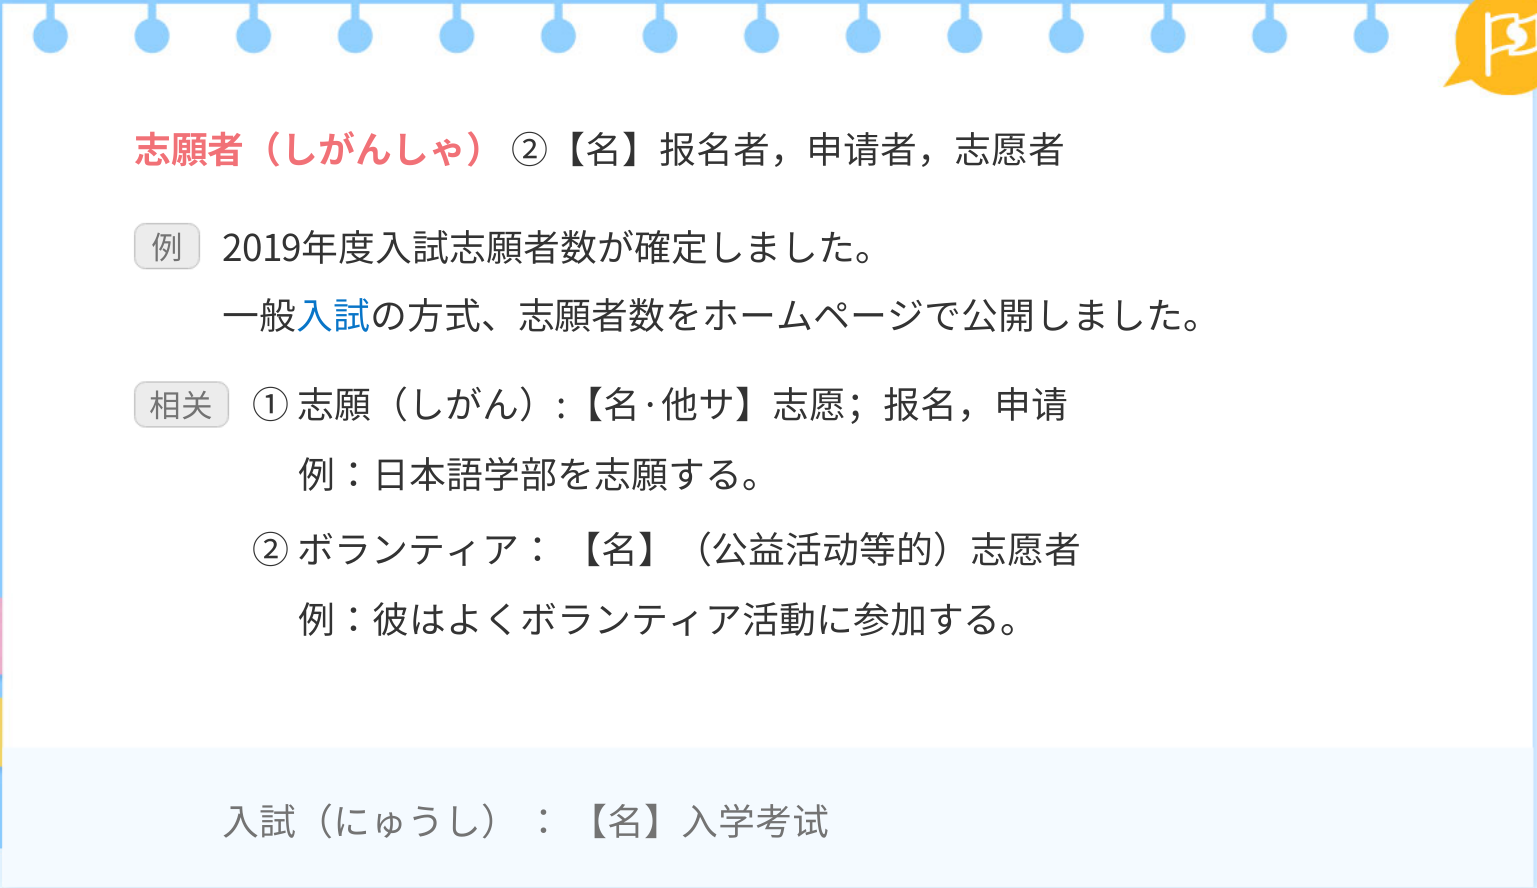 志願者（しがんしゃ） ②【名】报名者，申请者，志愿者
例 2019年度入試志願者数が確定しました。
一般入試の方式、志願者数をホームページで公開しました。
相关 ① 志願（しがん）:【名·他サ】志愿；报名，申请
例：日本語学部を志願する。
② ボランティア： 【名】（公益活动等的）志愿者
例：彼はよくボランティア活動に参加する。
入試（にゅうし） ： 【名】入学考试